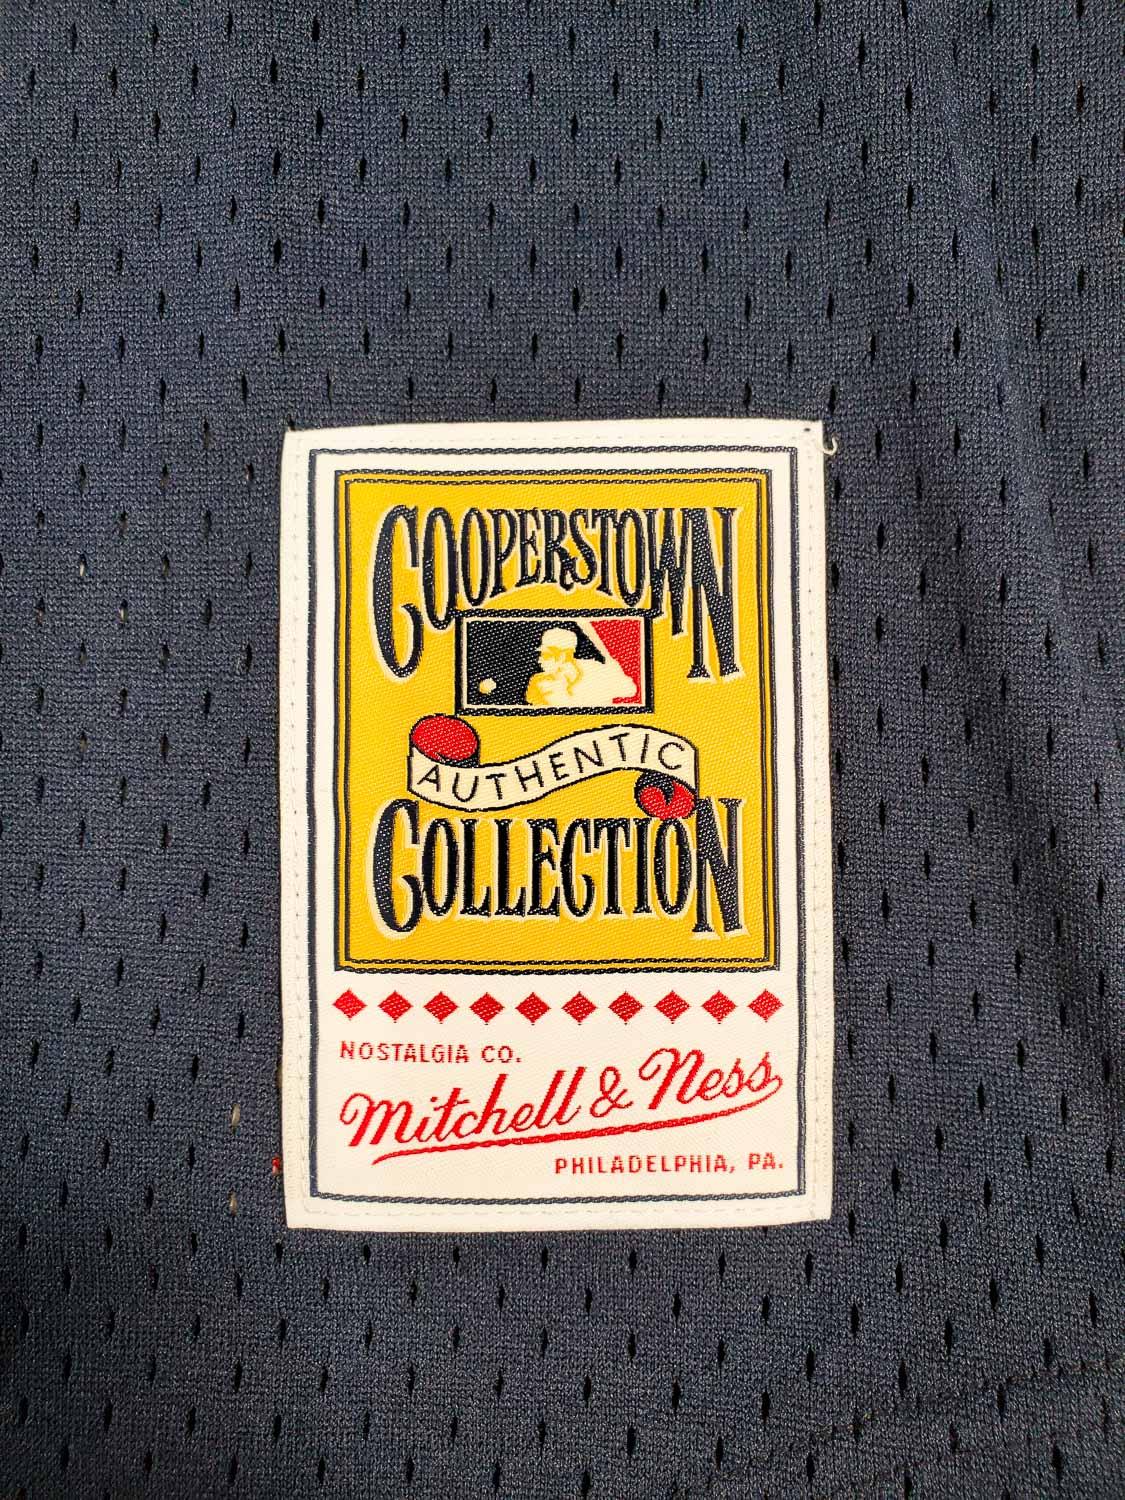 COOPERSTOWN
AUTHENTIC
COLLECTION
NOSTALGIA CO.
Mitchell & Ness
PHILADELPHIA, PA.